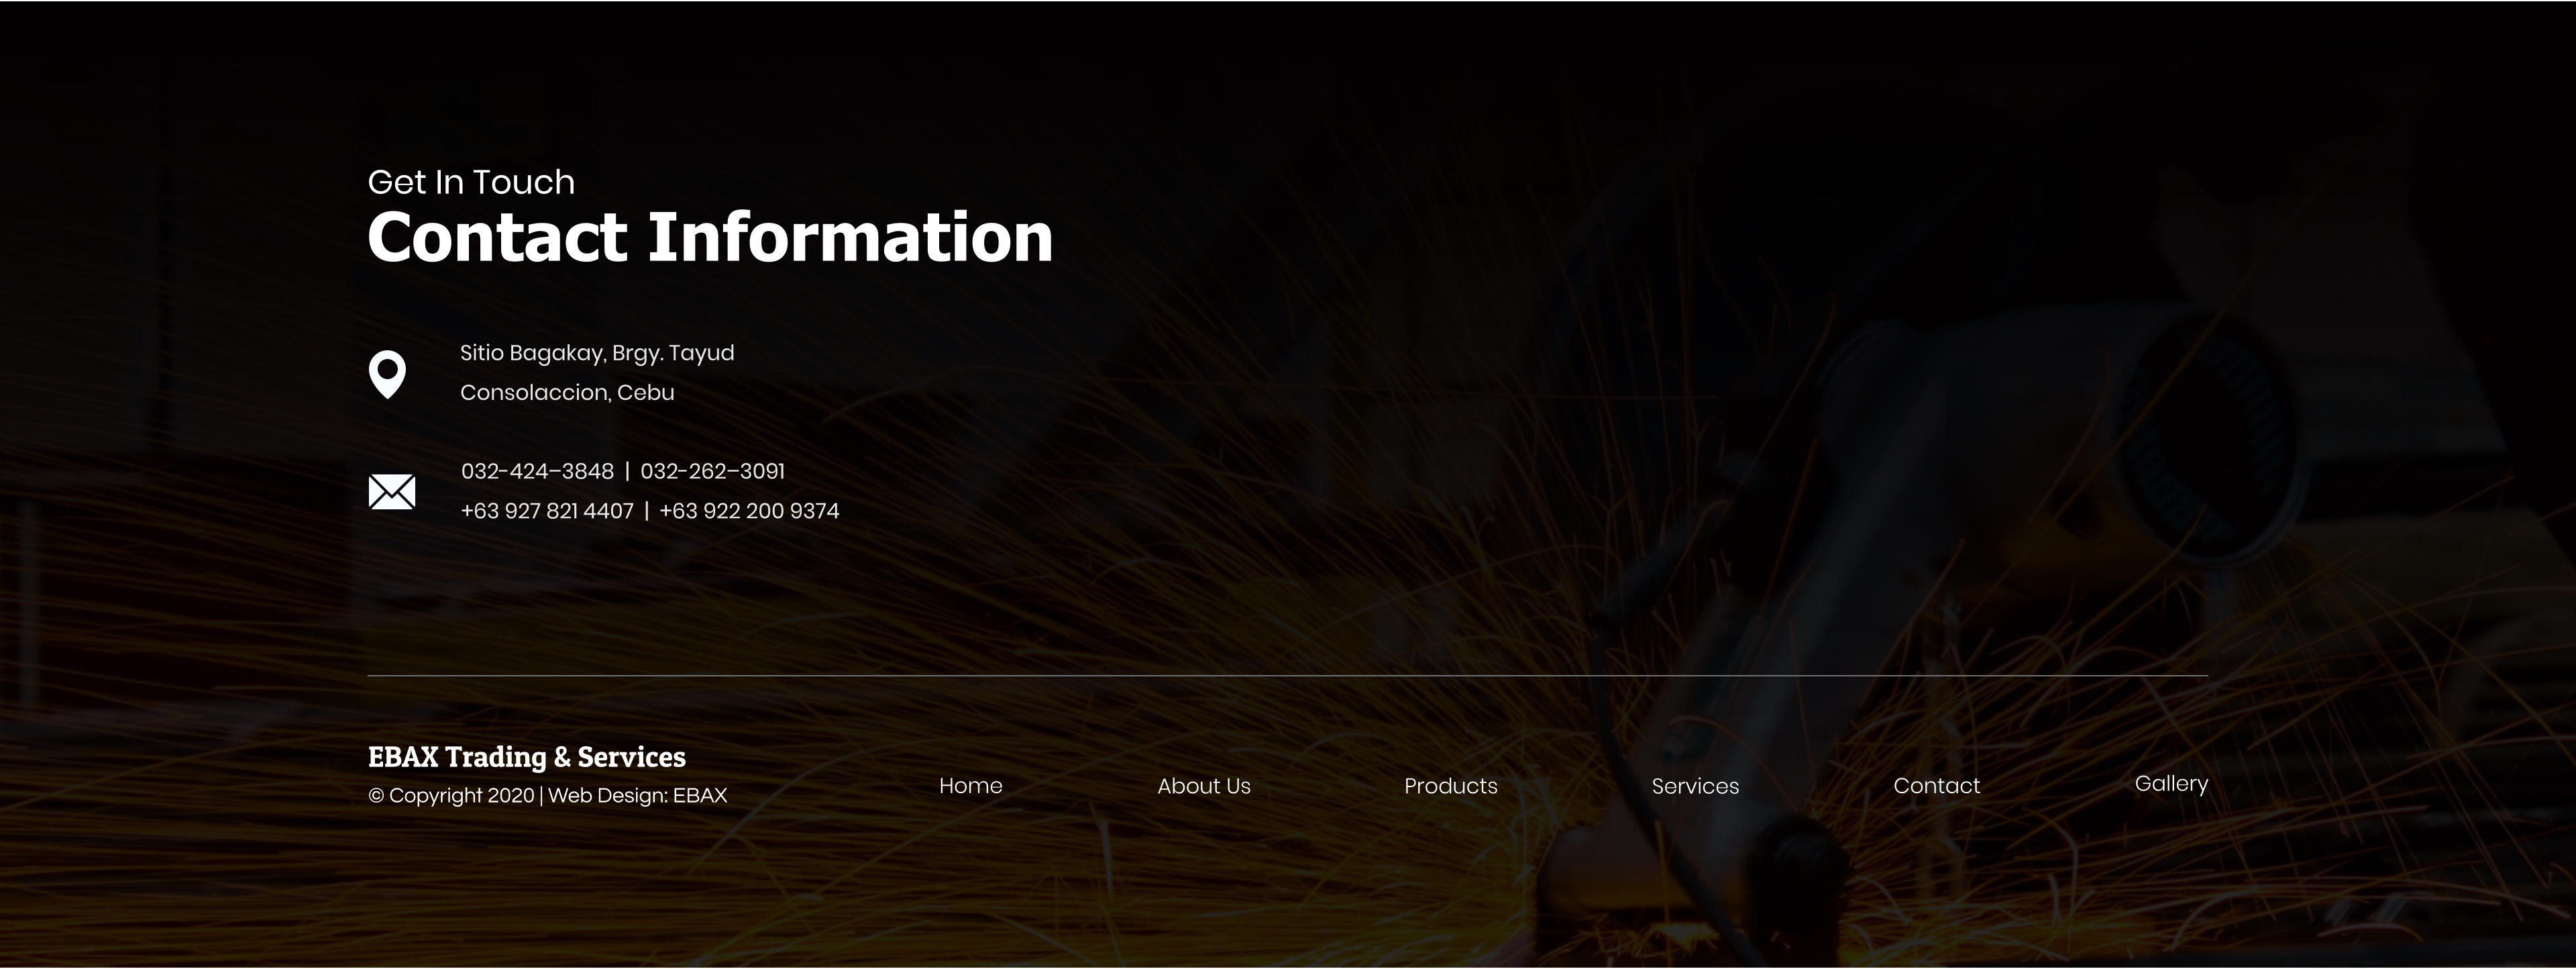 Get In Touch
Contact Information
Sitio Bagakay, Brgy. Tayud
Consolaccion, Cebu
032-424–3848 | 032-262–3091
+63 927 821 4407 | +63 922 200 9374
EBAX Trading & Services
© Copyright 2020 | Web Design: EBAX
Home About Us Products Services Contact Gallery